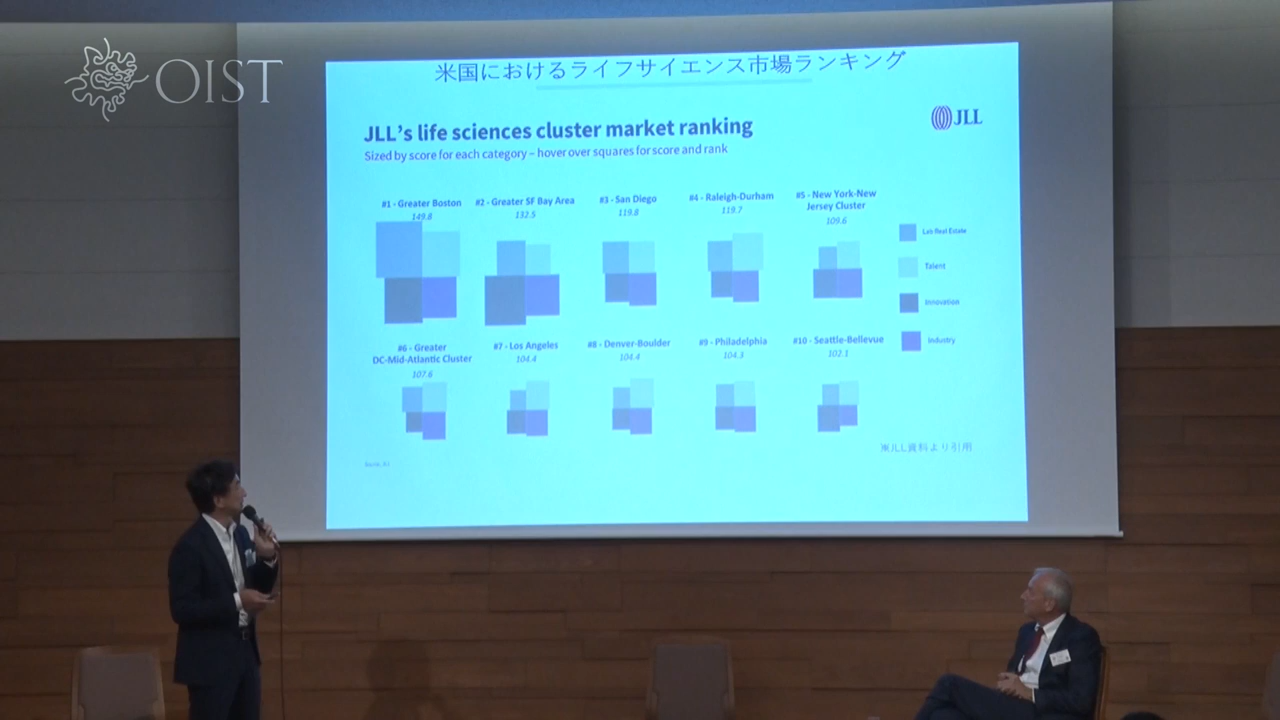 OIST
米国におけるライフサイエンス市場ランキング
JLL's life sciences cluster market ranking
JLL
Sized by score for each category – hover over squares for score and rank
#1 - Greater Boston
149.8
#2 - Greater SF Bay Area
132.5
#3 - San Diego
119.8
#4 - Raleigh-Durham
119.7
#5 - New York-New
Jersey Cluster
109.6
Lab Real Estate
Talent
Innovation
Industry
#6 - Greater
DC-Mid-Atlantic Cluster
107.6
#7 - Los Angeles
104.4
#8 - Denver-Boulder
104.4
#9 - Philadelphia
104.3
#10 - Seattle-Bellevue
102.1
※JLL資料より引用